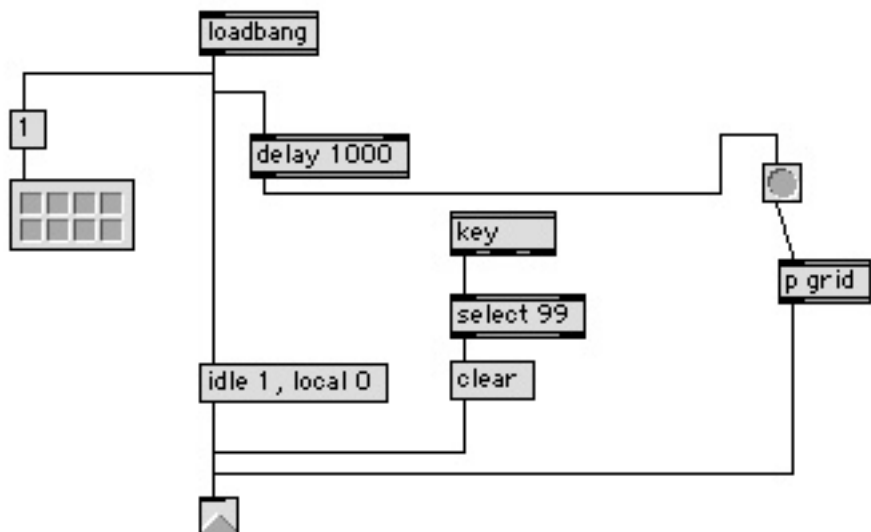 loadbang
1
delay 1000
key
p grid
select 99
idle 1, local 0
clear